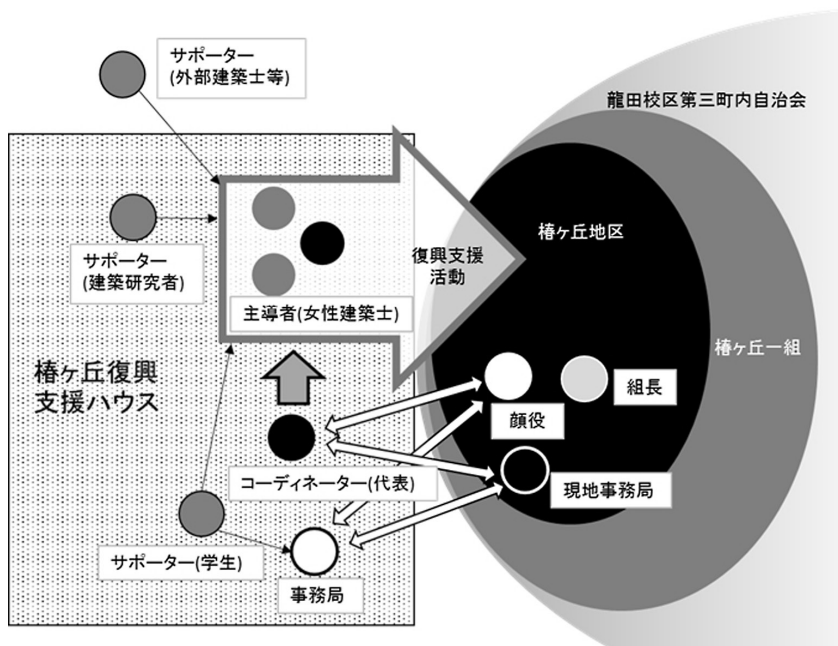 サポーター
(外部建築士等)
龍田校区第三町内自治会
サポーター
(建築研究者)
主導者(女性建築士)
復興支援
活動
椿ヶ丘地区
椿ヶ丘一組
椿ヶ丘復興
支援ハウス
顔役
組長
コーディネーター(代表)
現地事務局
サポーター(学生)
事務局